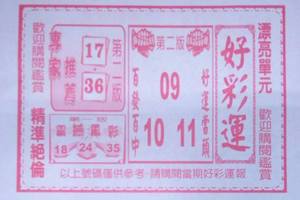 漂亮單元
歡迎購閱鑑賞
好彩運
第二版
好運當頭
09
10 11
百發百中
第二版
專家
推薦
17
36
18 24 35
歡迎購閱鑑賞
精準絕倫
以上號碼僅供參考‧請購閱當期好彩運報